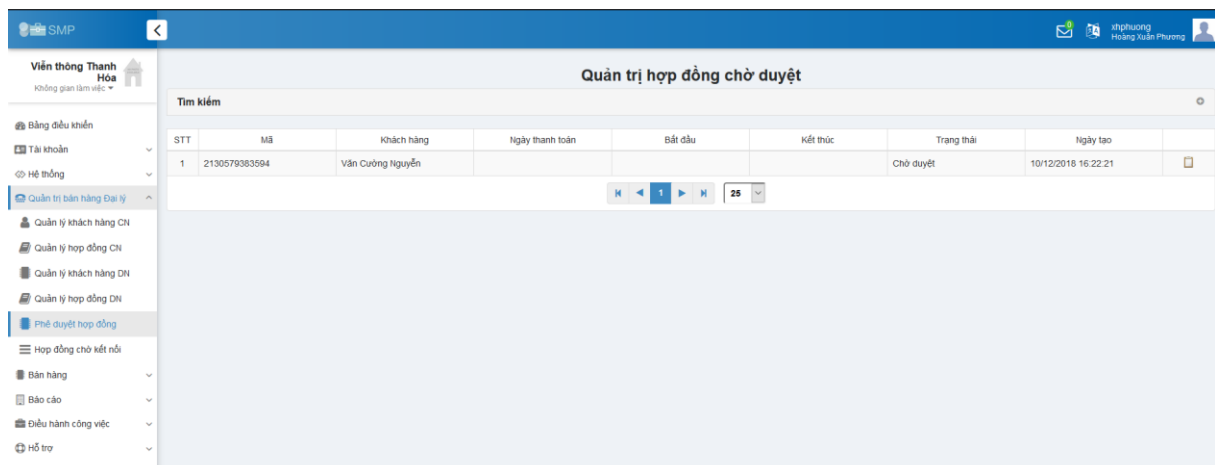 SMP
0
xhphuong
Hoàng Xuân Phương
Viễn thông Thanh
Hóa
Không gian làm việc
Bảng điều khiển
Tài khoản
Hệ thống
Quản trị bán hàng Đại lý
Quản lý khách hàng CN
Quản lý hợp đồng CN
Quản lý khách hàng DN
Quản lý hợp đồng DN
Phê duyệt hợp đồng
Hợp đồng chờ kết nối
Bán hàng
Báo cáo
Điều hành công việc
Hỗ trợ
Quản trị hợp đồng chờ duyệt
Tìm kiếm
STT Mã Khách hàng Ngày thanh toán Bắt đầu Kết thúc Trạng thái Ngày tạo
1 2130579383594 Văn Cường Nguyễn Chờ duyệt 10/12/2018 16:22:21
1 25